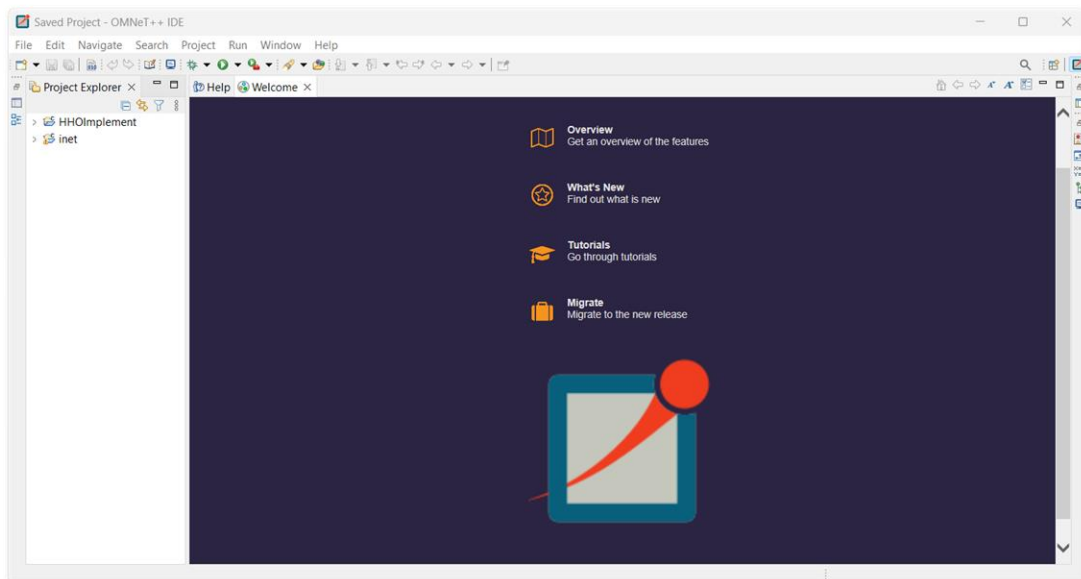 Saved Project - OMNeT++ IDE
File Edit Navigate Search Project Run Window Help
Project Explorer
Help
Welcome
HHOImplement
inet
Overview
Get an overview of the features
What's New
Find out what is new
Tutorials
Go through tutorials
Migrate
Migrate to the new release